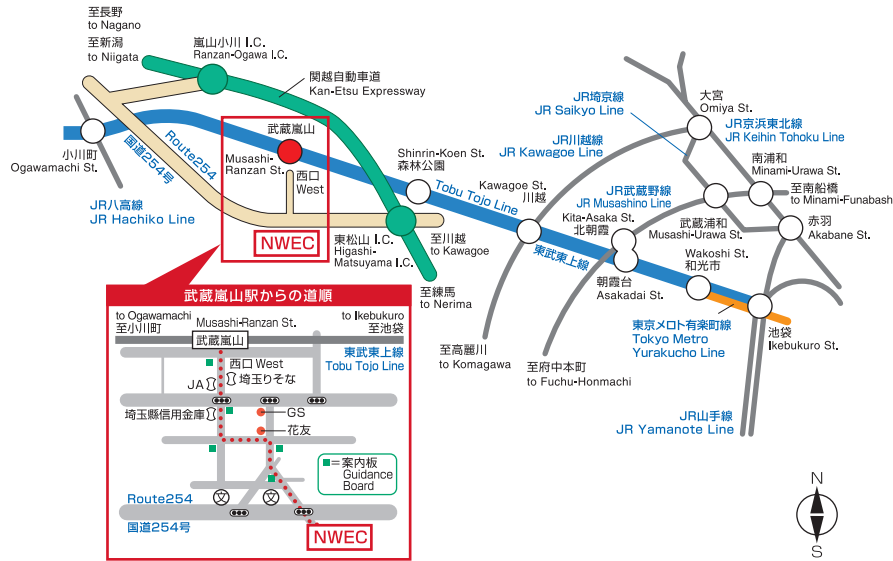 至長野
to Nagano
至新潟
to Niigata
嵐山小川 I.C.
Ranzan-Ogawa I.C.
関越自動車道
Kan-Etsu Expressway
大宮
Omiya St.
JR埼京線
JR Saikyo Line
JR京浜東北線
JR Keihin Tohoku Line
武蔵嵐山
Musashi-
Ranzan St.
西口
West
Route254
国道254号
小川町
Ogawamachi St.
JR八高線
JR Hachiko Line
Shinrin-Koen St.
森林公園
Tobu Tojo Line
東武東上線
JR川越線
JR Kawagoe Line
Kawagoe St.
川越
JR武蔵野線
JR Musashino Line
南浦和
Minami-Urawa St.
至南船橋
to Minami-Funabash
武蔵浦和
Musashi-Urawa St.
赤羽
Akabane St.
Kita-Asaka St.
北朝霞
朝霞台
Asakadai St.
Wakoshi St.
和光市
NWEC
東松山 I.C.
Higashi-
Matsuyama I.C.
至川越
to Kawagoe
至練馬
to Nerima
東京メトロ有楽町線
Tokyo Metro
Yurakucho Line
池袋
Ikebukuro St.
至高麗川
to Komagawa
至府中本町
to Fuchu-Honmachi
JR山手線
JR Yamanote Line
武蔵嵐山駅からの道順
to Ogawamachi
至小川町
Musashi-Ranzan St.
武蔵嵐山
to Ikebukuro
至池袋
東武東上線
Tobu Tojo Line
西口 West
JA
埼玉りそな
埼玉縣信用金庫
GS
花友
=案内板
Guidance
Board
文
文
Route254
国道254号
NWEC
N
S